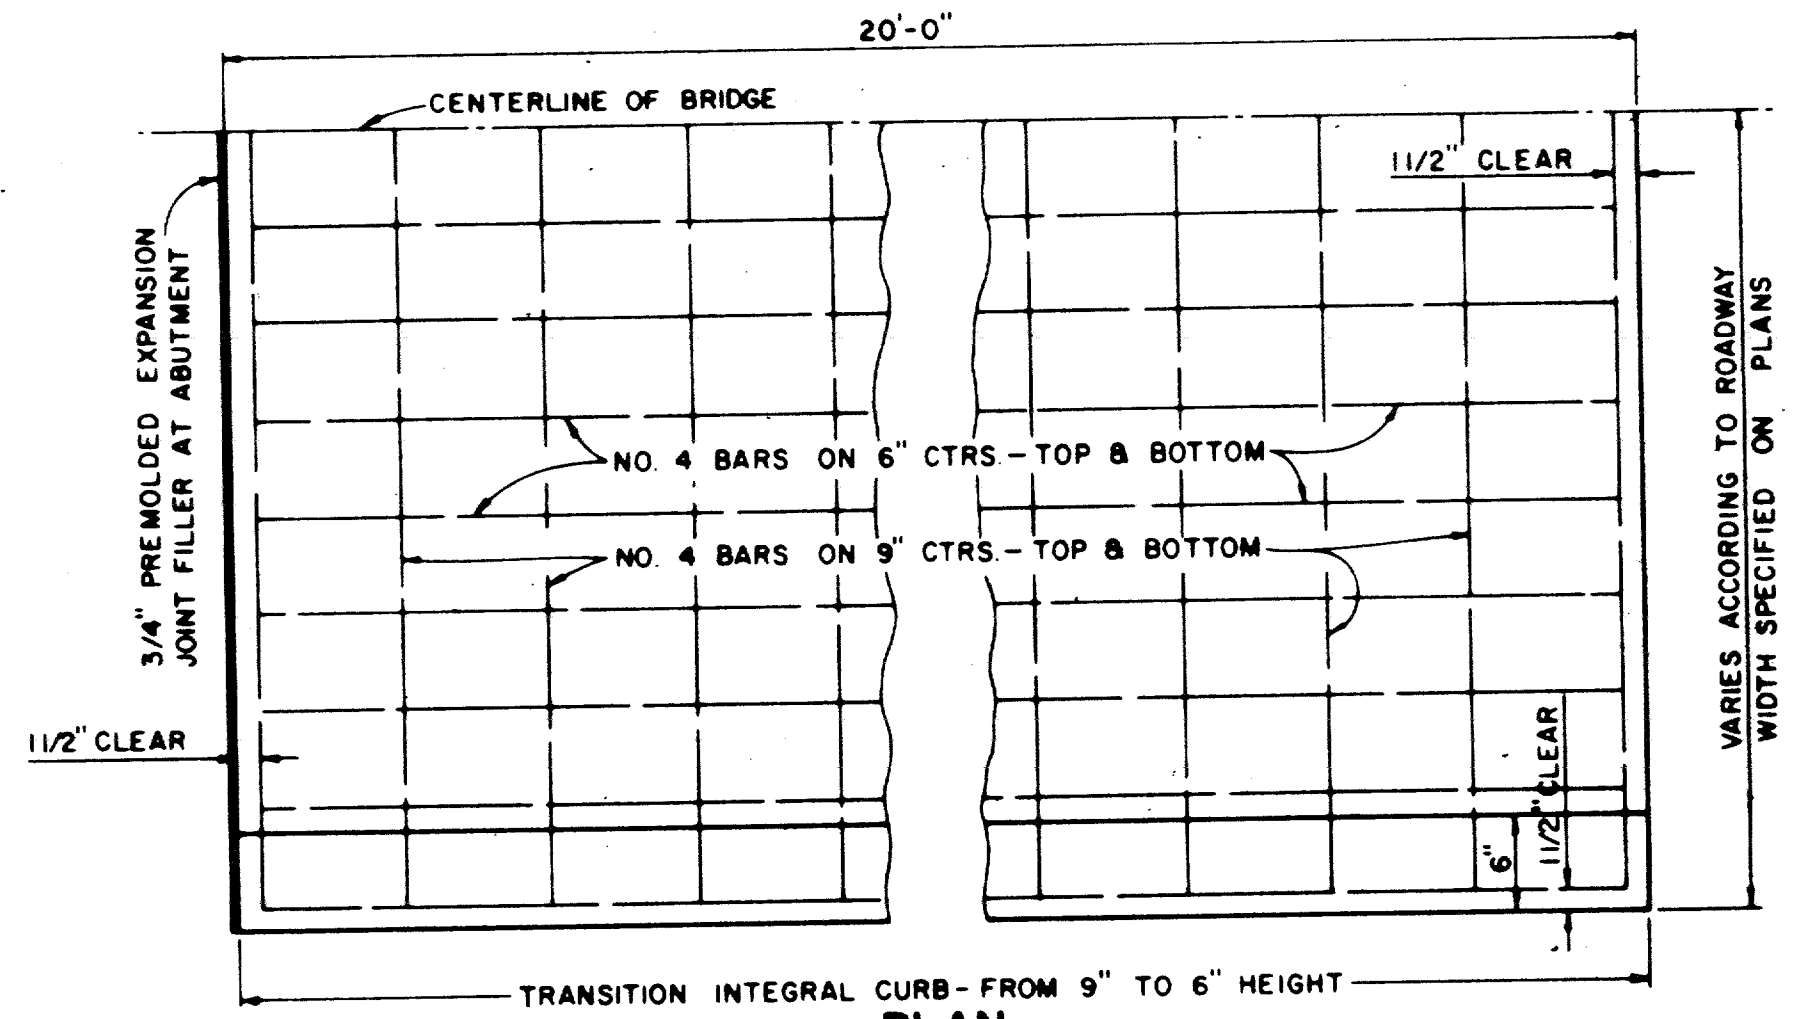 20'-0"
CENTERLINE OF BRIDGE
1 1/2" CLEAR
3/4" PREMOLDED EXPANSION
JOINT FILLER AT ABUTMENT
VARIES ACCORDING TO ROADWAY
WIDTH SPECIFIED ON PLANS
NO. 4 BARS ON 6" CTRS.-TOP & BOTTOM
NO. 4 BARS ON 9" CTRS.-TOP & BOTTOM
1 1/2" CLEAR
6"
1 1/2" CLEAR
TRANSITION INTEGRAL CURB-FROM 9" TO 6" HEIGHT
PLAN